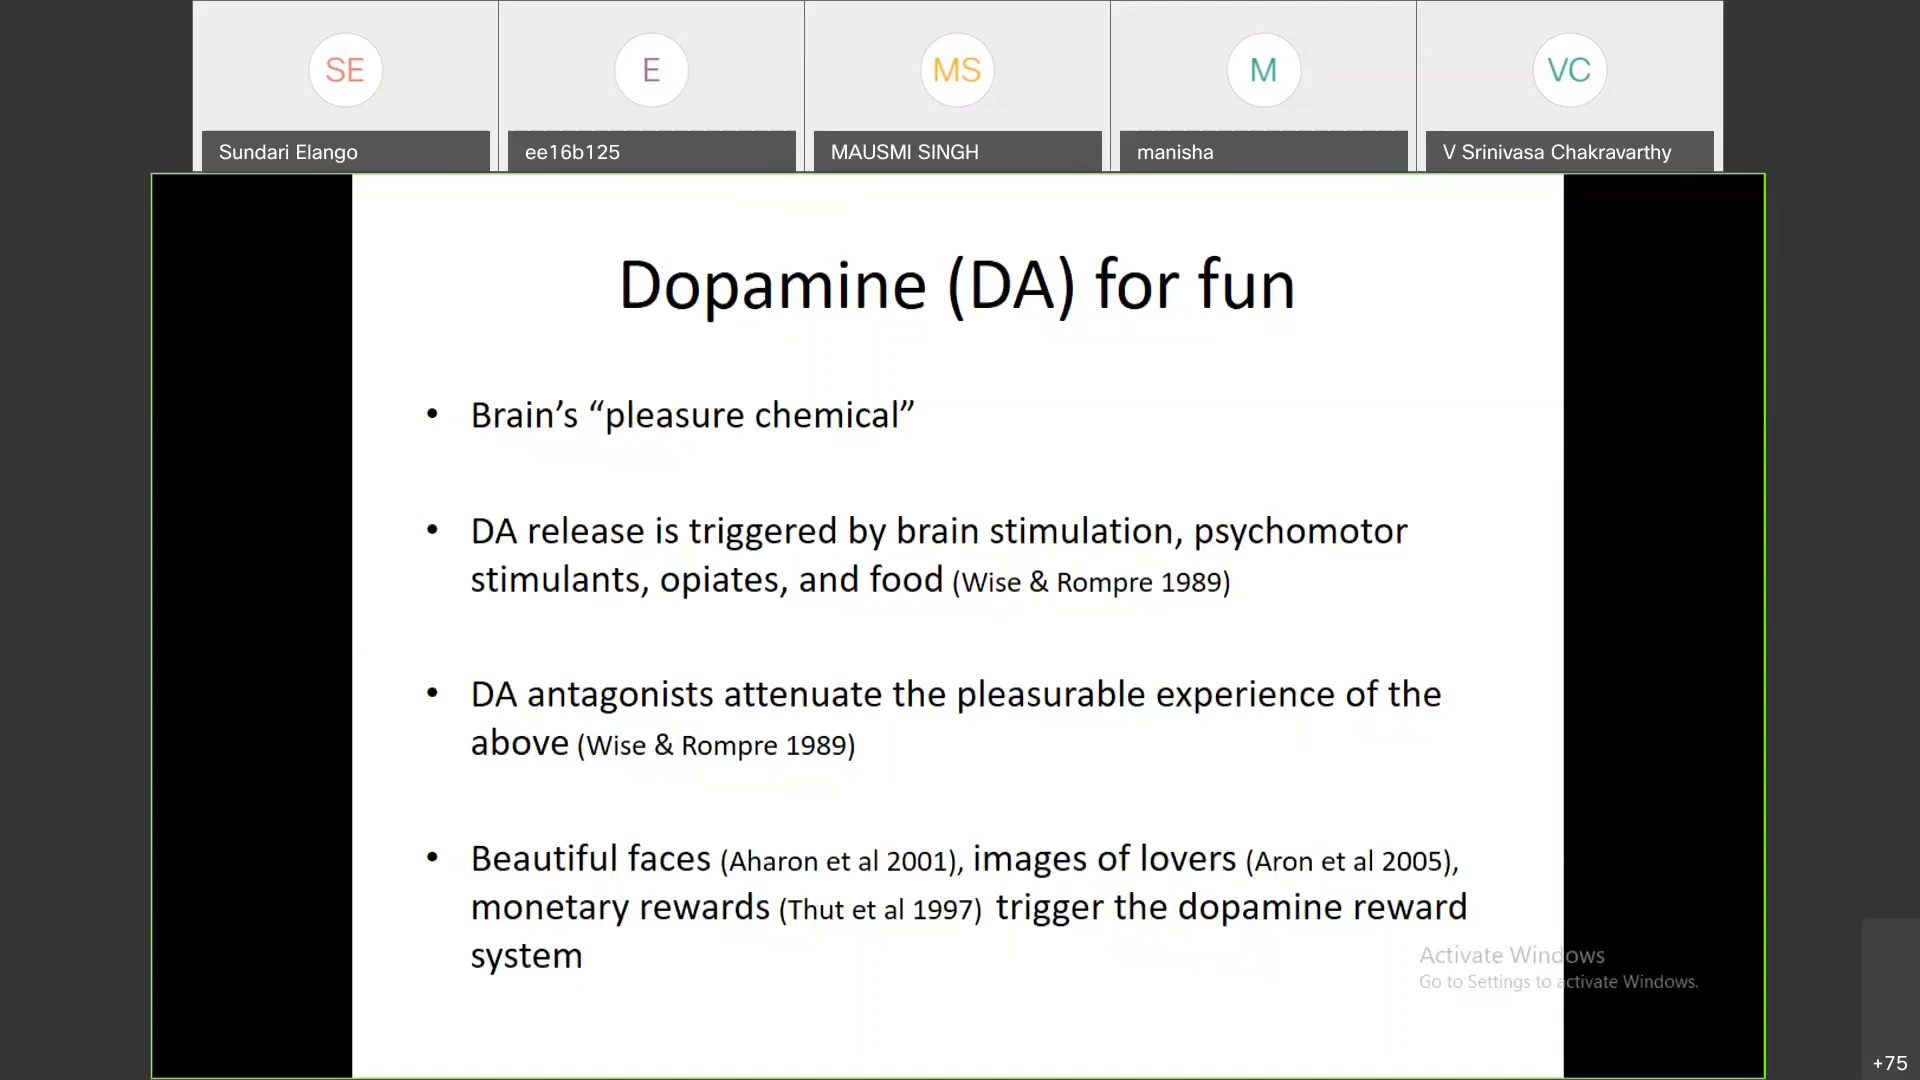 SE
E
MS
M
VC
Sundari Elango
ee16b125
MAUSMI SINGH
manisha
V Srinivasa Chakravarthy
Dopamine (DA) for fun
• Brain’s “pleasure chemical”
• DA release is triggered by brain stimulation, psychomotor
stimulants, opiates, and food (Wise & Rompre 1989)
• DA antagonists attenuate the pleasurable experience of the
above (Wise & Rompre 1989)
• Beautiful faces (Aharon et al 2001), images of lovers (Aron et al 2005),
monetary rewards (Thut et al 1997) trigger the dopamine reward
system
Activate Windows
Go to Settings to activate Windows.
+75